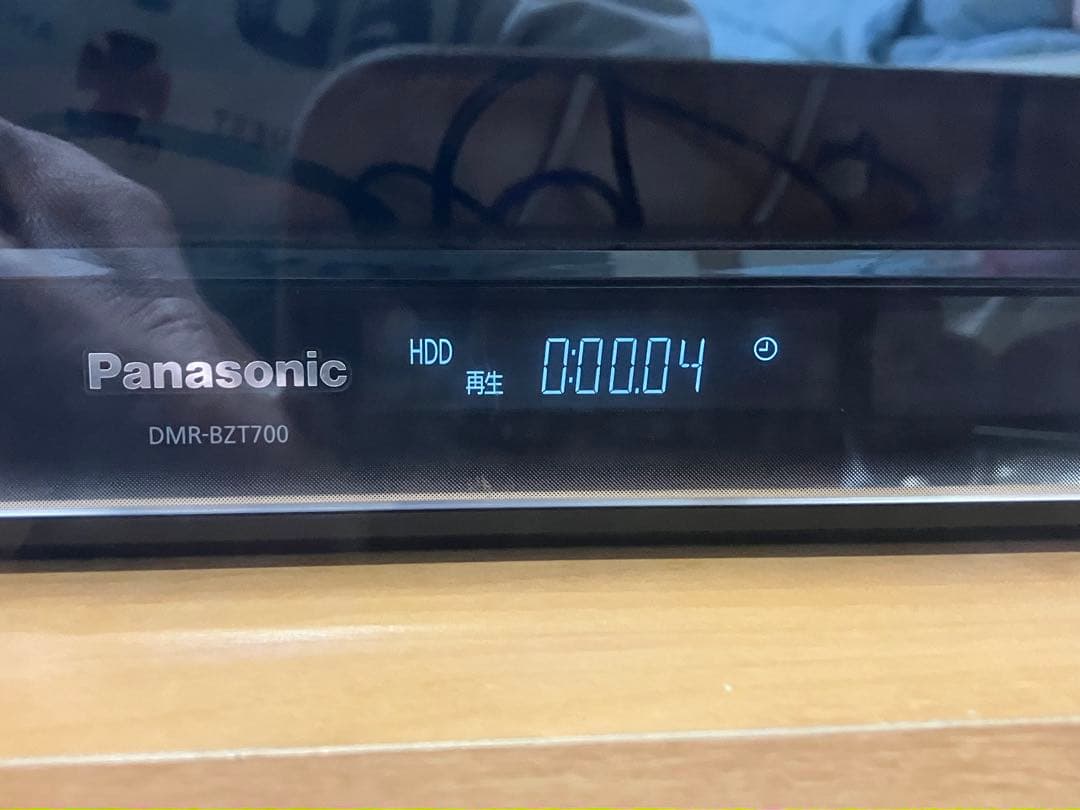 Panasonic
DMR-BZT700
HDD
再生
0:00.04